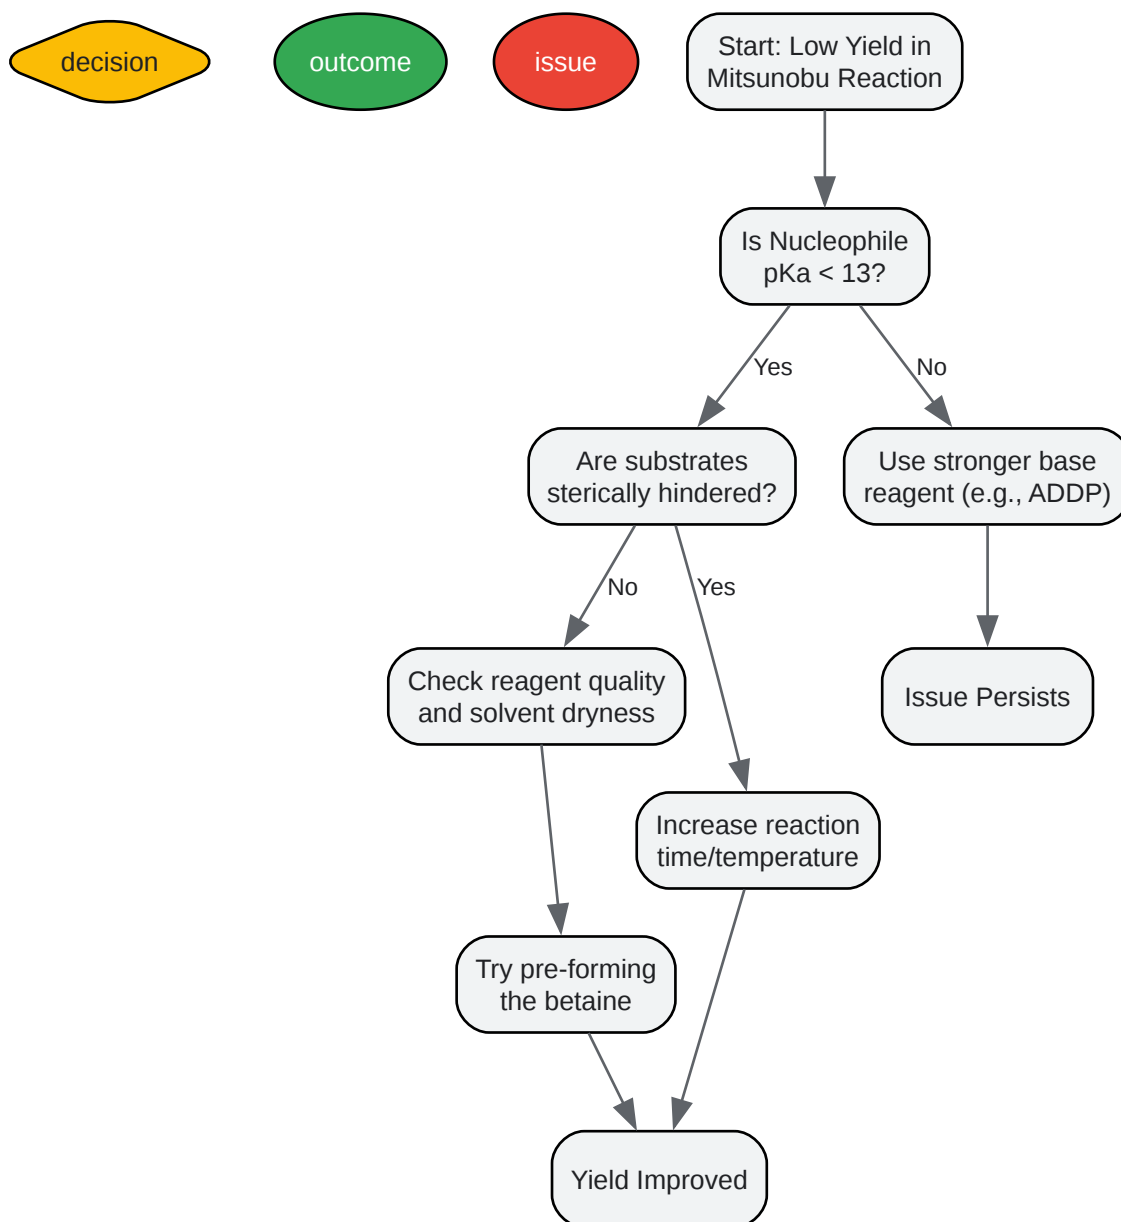 decision
outcome
issue
Start: Low Yield in
Mitsunobu Reaction
Is Nucleophile
pKa < 13?
Yes
No
Are substrates
sterically hindered?
Use stronger base
reagent (e.g., ADDP)
No
Yes
Check reagent quality
and solvent dryness
Issue Persists
Increase reaction
time/temperature
Try pre-forming
the betaine
Yield Improved